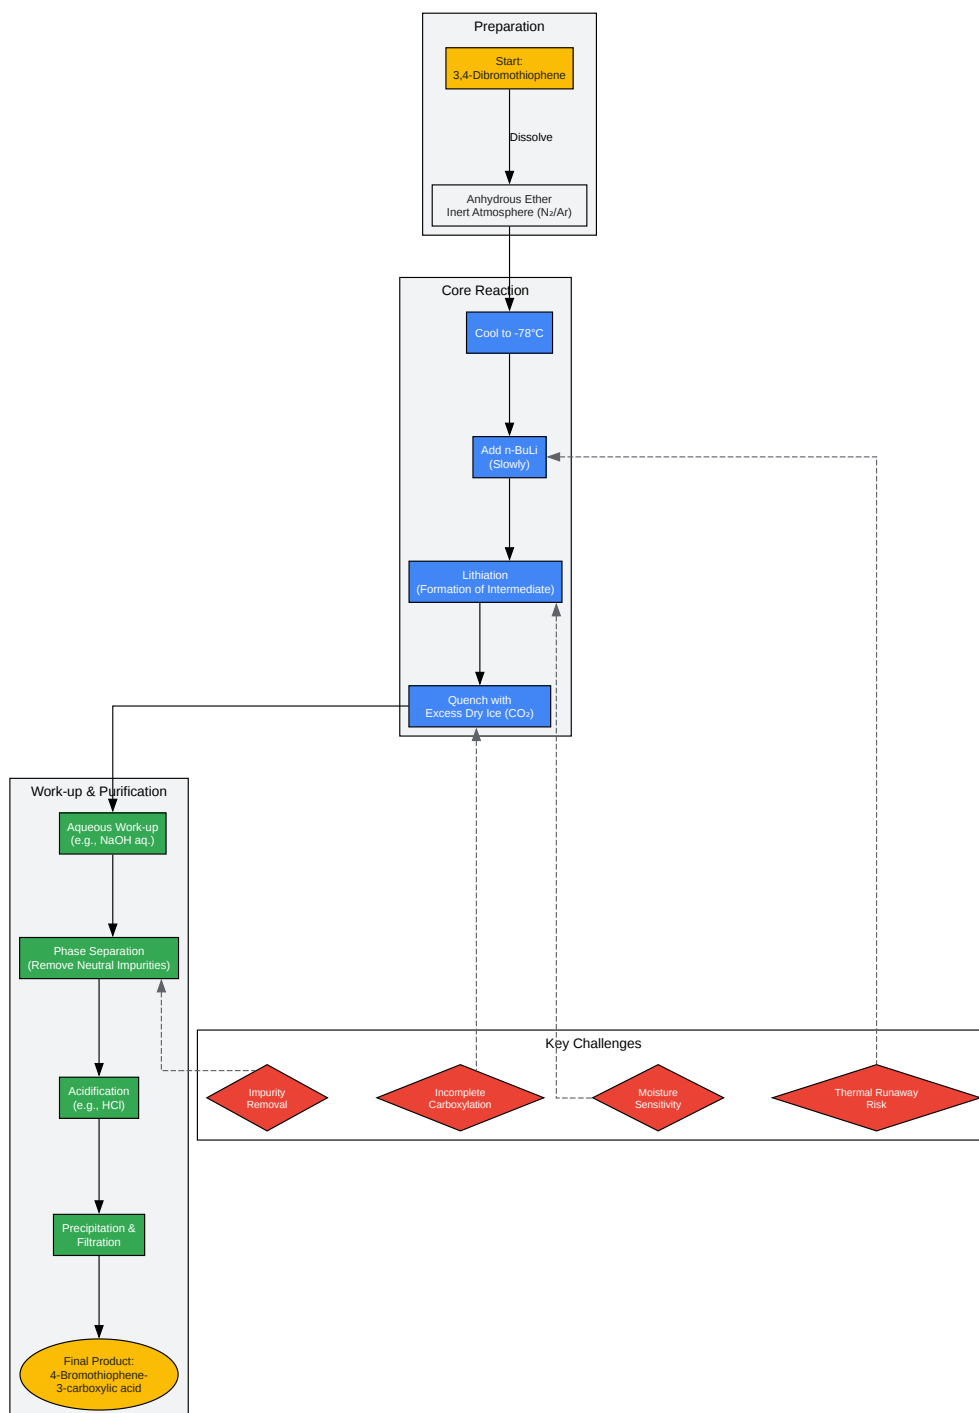 Preparation
Start:
3,4-Dibromothiophene
Dissolve
Anhydrous Ether
Inert Atmosphere (N₂/Ar)
Core Reaction
Cool to -78°C
Add n-BuLi
(Slowly)
Lithiation
(Formation of Intermediate)
Quench with
Excess Dry Ice (CO₂)
Work-up & Purification
Aqueous Work-up
(e.g., NaOH aq.)
Phase Separation
(Remove Neutral Impurities)
Acidification
(e.g., HCl)
Precipitation &
Filtration
Final Product:
4-Bromothiophene-
3-carboxylic acid
Key Challenges
Impurity
Removal
Incomplete
Carboxylation
Moisture
Sensitivity
Thermal Runaway
Risk